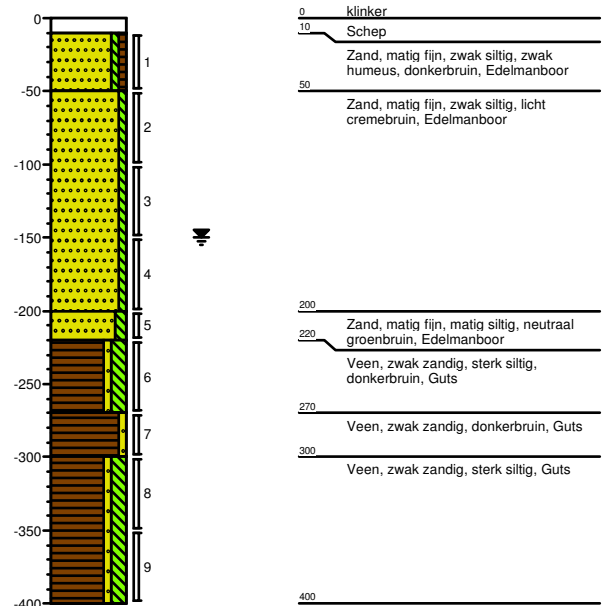 0
-50
-100
-150
-200
-250
-300
-350
-400
1
2
3
4
5
6
7
8
9
0 klinker
10 Schep
Zand, matig fijn, zwak siltig, zwak
humeus, donkerbruin, Edelmanboor
50
Zand, matig fijn, zwak siltig, licht
cremebruin, Edelmanboor
200
Zand, matig fijn, matig siltig, neutraal
220 groenbruin, Edelmanboor
Veen, zwak zandig, sterk siltig,
donkerbruin, Guts
270
Veen, zwak zandig, donkerbruin, Guts
300
Veen, zwak zandig, sterk siltig, Guts
400